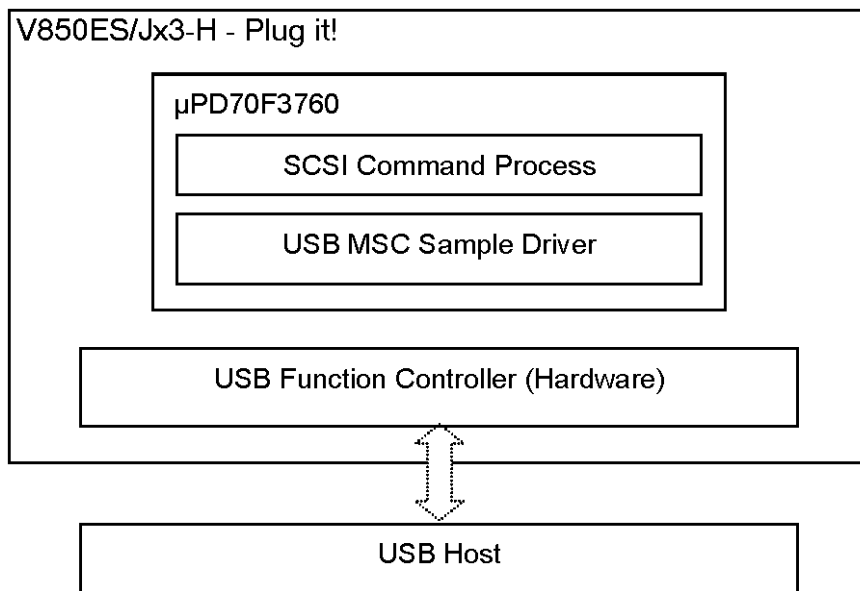 V850ES/Jx3-H - Plug it!
µPD70F3760
SCSI Command Process
USB MSC Sample Driver
USB Function Controller (Hardware)
USB Host